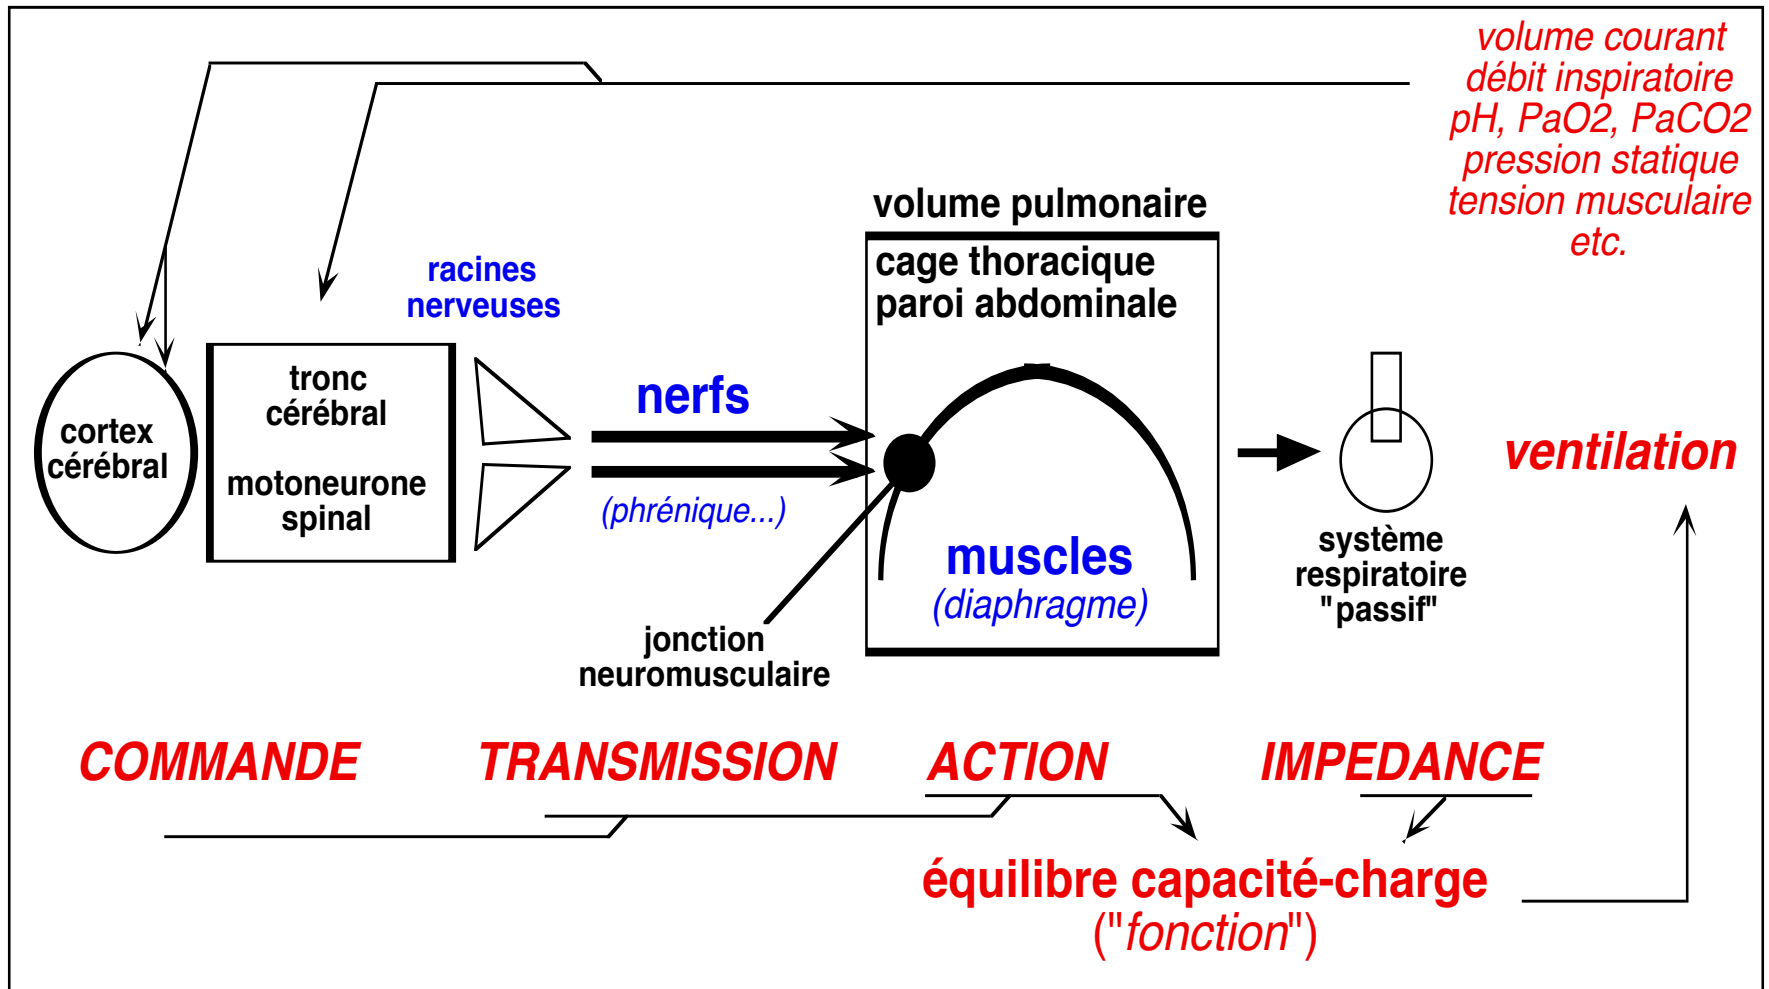 volume courant
débit inspiratoire
pH, PaO2, PaCO2
pression statique
tension musculaire
etc.
volume pulmonaire
cage thoracique
paroi abdominale
racines
nerveuses
tronc
cérébral
motoneurone
spinal
cortex
cérébral
nerfs
(phrénique...)
muscles
(diaphragme)
jonction
neuromusculaire
système
respiratoire
"passif"
ventilation
COMMANDE
TRANSMISSION
ACTION
IMPEDANCE
équilibre capacité-charge
("fonction")